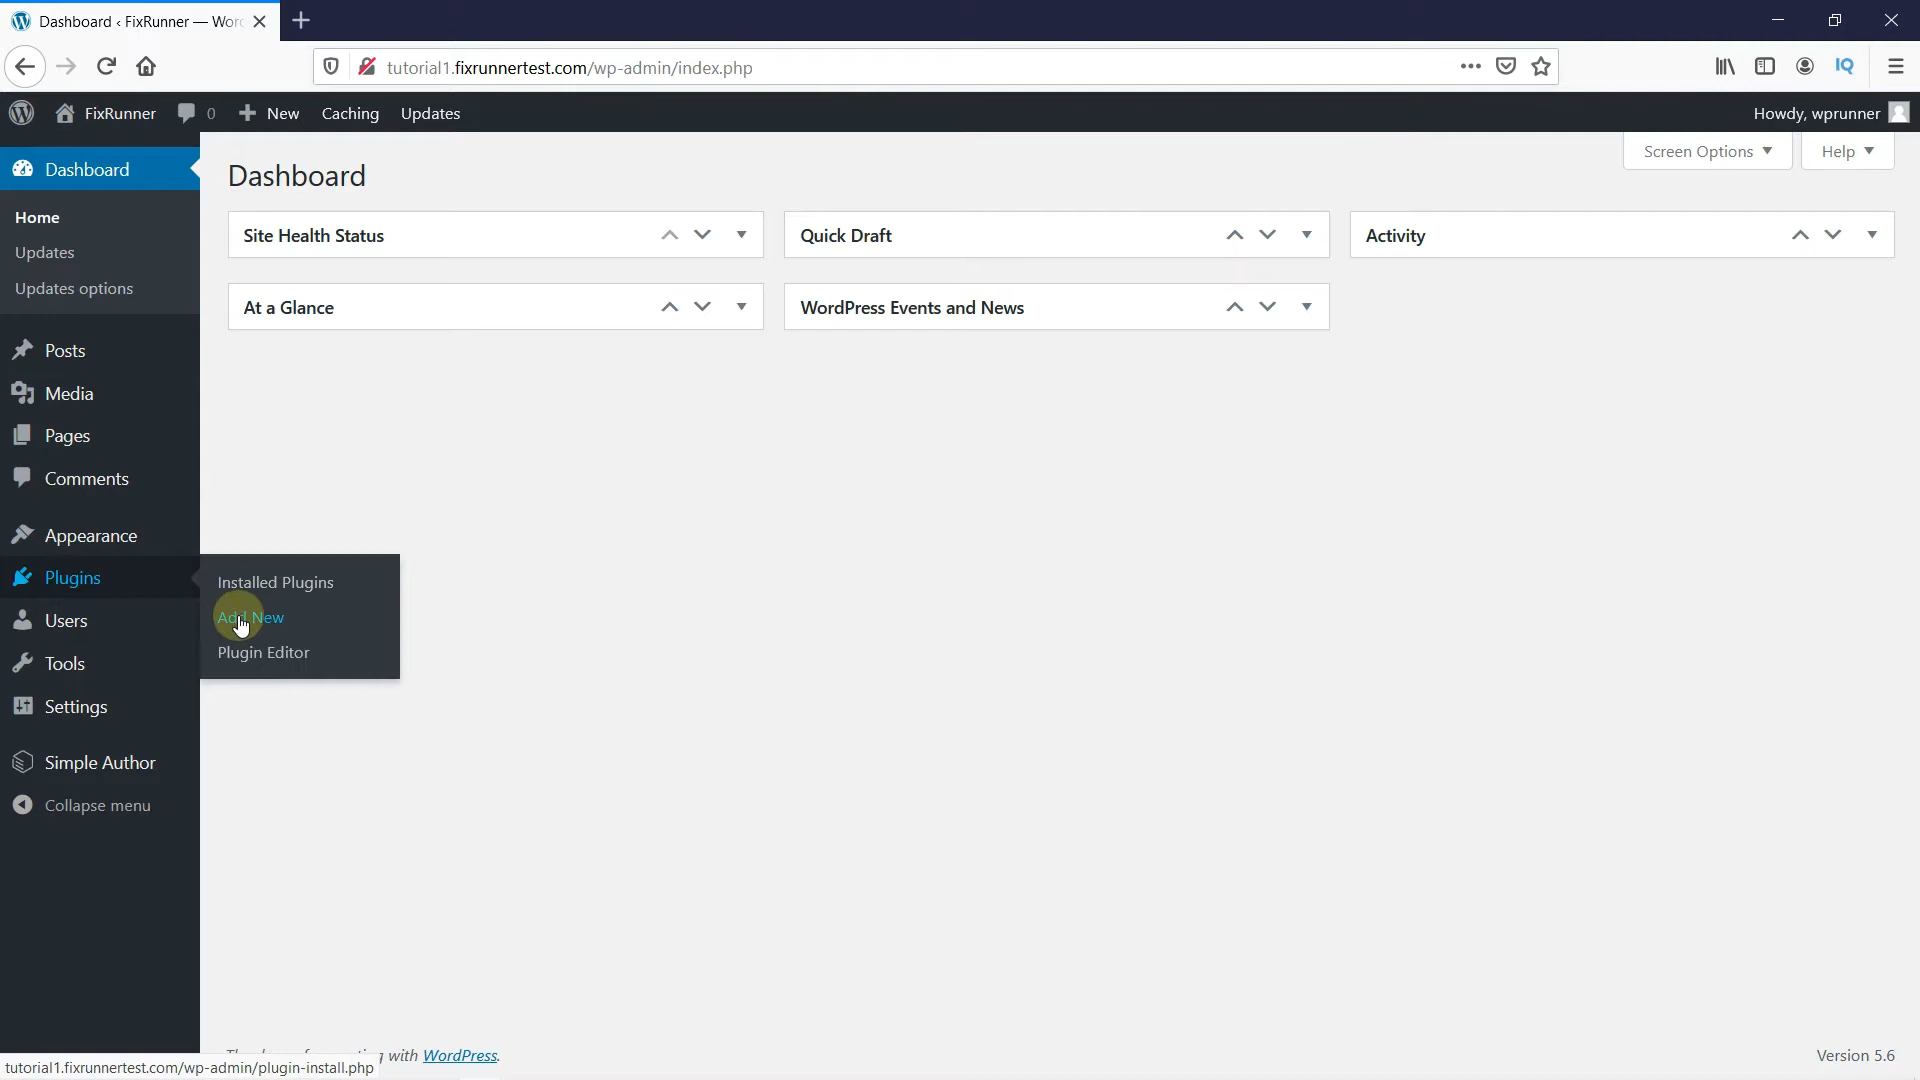 Dashboard ‹ FixRunner — Wor
tutorial1.fixrunnertest.com/wp-admin/index.php
IQ
FixRunner 0 New Caching Updates Howdy, wprunner
Screen Options Help
Dashboard
Home
Updates
Updates options
Posts
Media
Pages
Comments
Appearance
Plugins
Users
Tools
Settings
Simple Author
Collapse menu
Installed Plugins
Add New
Plugin Editor
Dashboard
Site Health Status
Quick Draft
Activity
At a Glance
WordPress Events and News
with WordPress.
Version 5.6
tutorial1.fixrunnertest.com/wp-admin/plugin-install.php